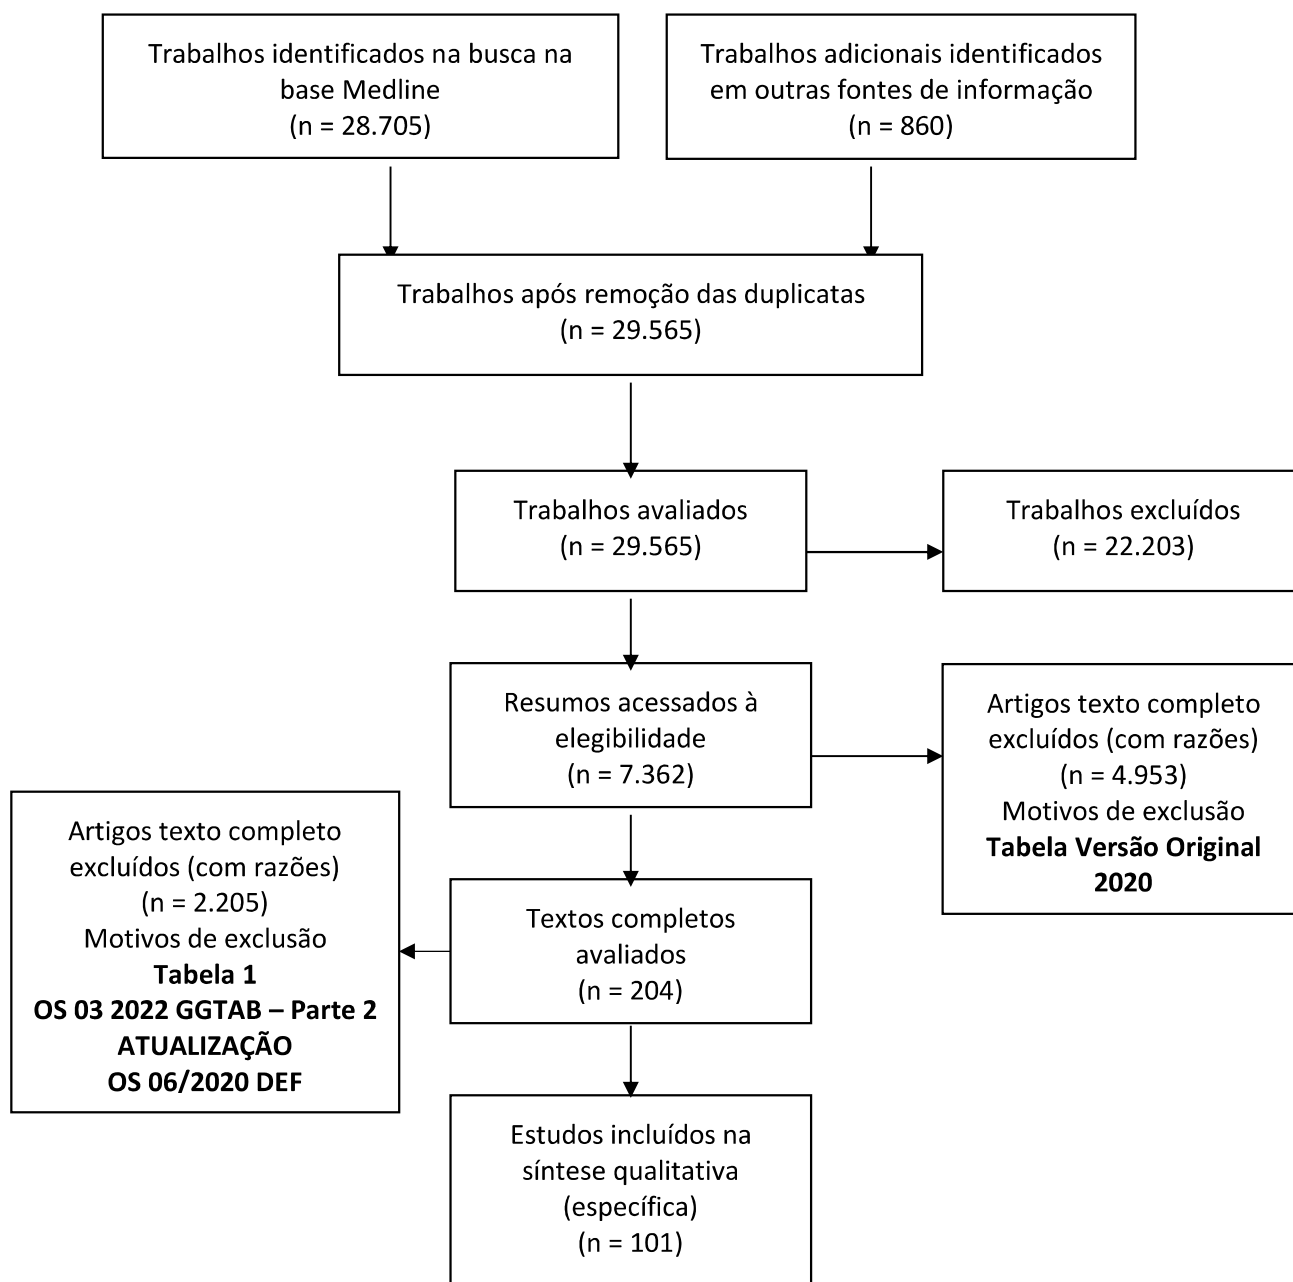 Trabalhos identificados na busca na
base Medline
(n = 28.705)
Trabalhos adicionais identificados
em outras fontes de informação
(n = 860)
Trabalhos após remoção das duplicatas
(n = 29.565)
Trabalhos avaliados
(n = 29.565)
Trabalhos excluídos
(n = 22.203)
Resumos acessados à
elegibilidade
(n = 7.362)
Artigos texto completo
excluídos (com razões)
(n = 4.953)
Motivos de exclusão
Tabela Versão Original
2020
Artigos texto completo
excluídos (com razões)
(n = 2.205)
Motivos de exclusão
Tabela 1
OS 03 2022 GGTAB – Parte 2
ATUALIZAÇÃO
OS 06/2020 DEF
Textos completos
avaliados
(n = 204)
Estudos incluídos na
síntese qualitativa
(específica)
(n = 101)